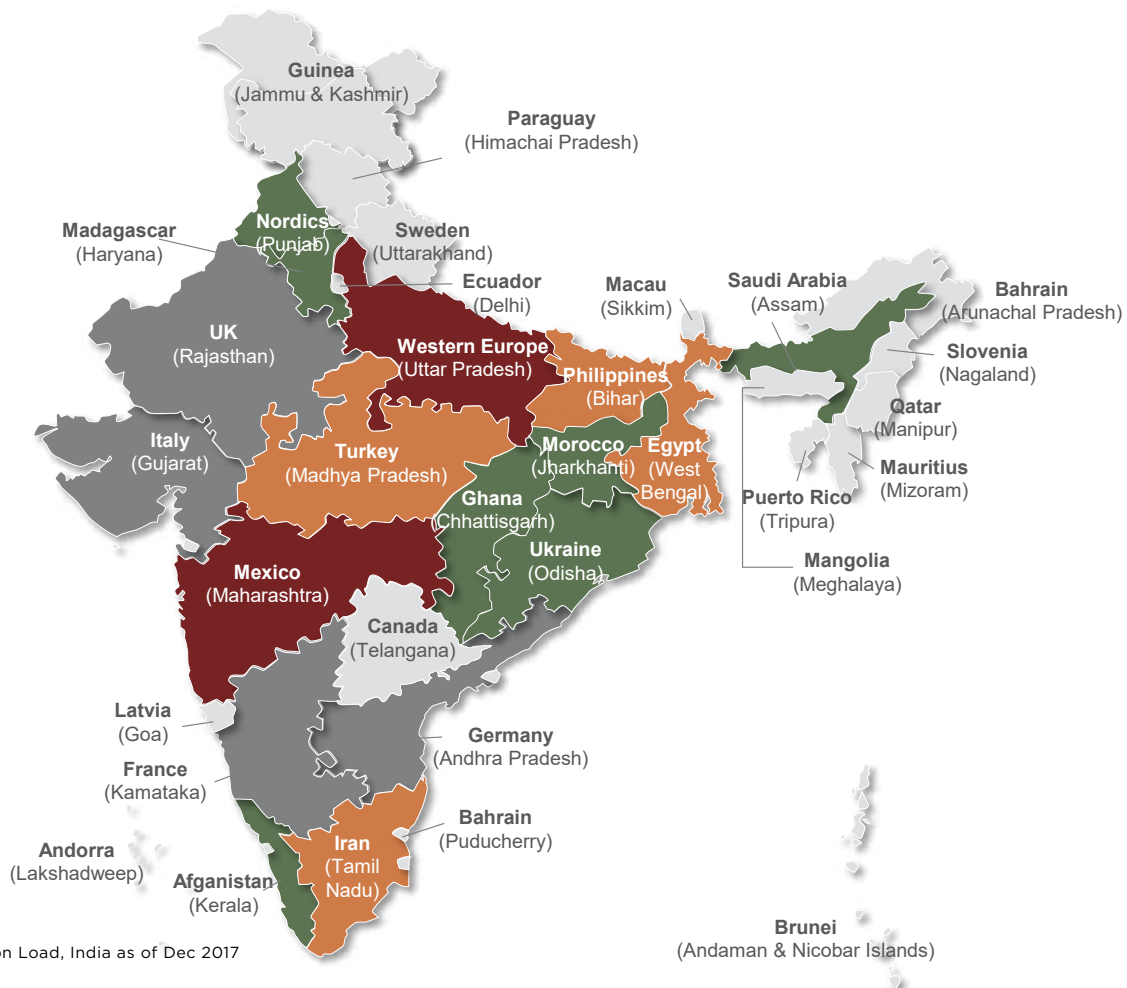 Guinea
(Jammu & Kashmir)
Paraguay
(Himachai Pradesh)
Nordics
(Punjab)
Madagascar
(Haryana)
Sweden
(Uttarakhand)
Ecuador
(Delhi)
Macau
(Sikkim)
Saudi Arabia
(Assam)
Bahrain
(Arunachal Pradesh)
UK
(Rajasthan)
Western Europe
(Uttar Pradesh)
Philippines
(Bihar)
Slovenia
(Nagaland)
Qatar
(Manipur)
Italy
(Gujarat)
Turkey
(Madhya Pradesh)
Morocco
(Jharkhanti)
Egypt
(West
Bengal)
Mauritius
(Mizoram)
Ghana
(Chhattisgarh)
Puerto Rico
(Tripura)
Ukraine
(Odisha)
Mangolia
(Meghalaya)
Mexico
(Maharashtra)
Canada
(Telangana)
Latvia
(Goa)
Germany
(Andhra Pradesh)
France
(Kamataka)
Bahrain
(Puducherry)
Iran
(Tamil
Nadu)
Andorra
(Lakshadweep)
Afganistan
(Kerala)
Brunei
(Andaman & Nicobar Islands)
Load, India as of Dec 2017